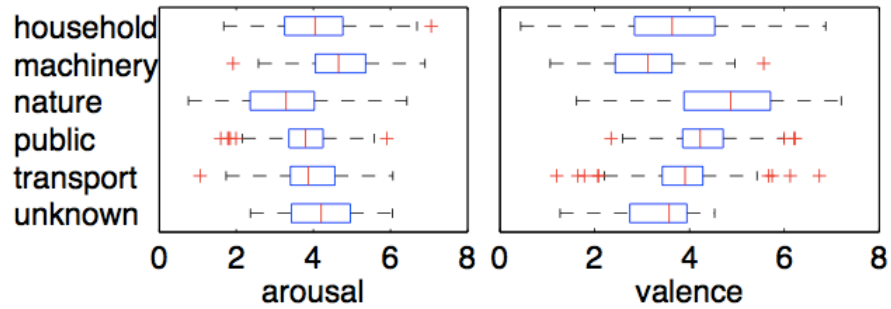 household
machinery
nature
public
transport
unknown
0 2 4 6 8
0 2 4 6 8
arousal
valence